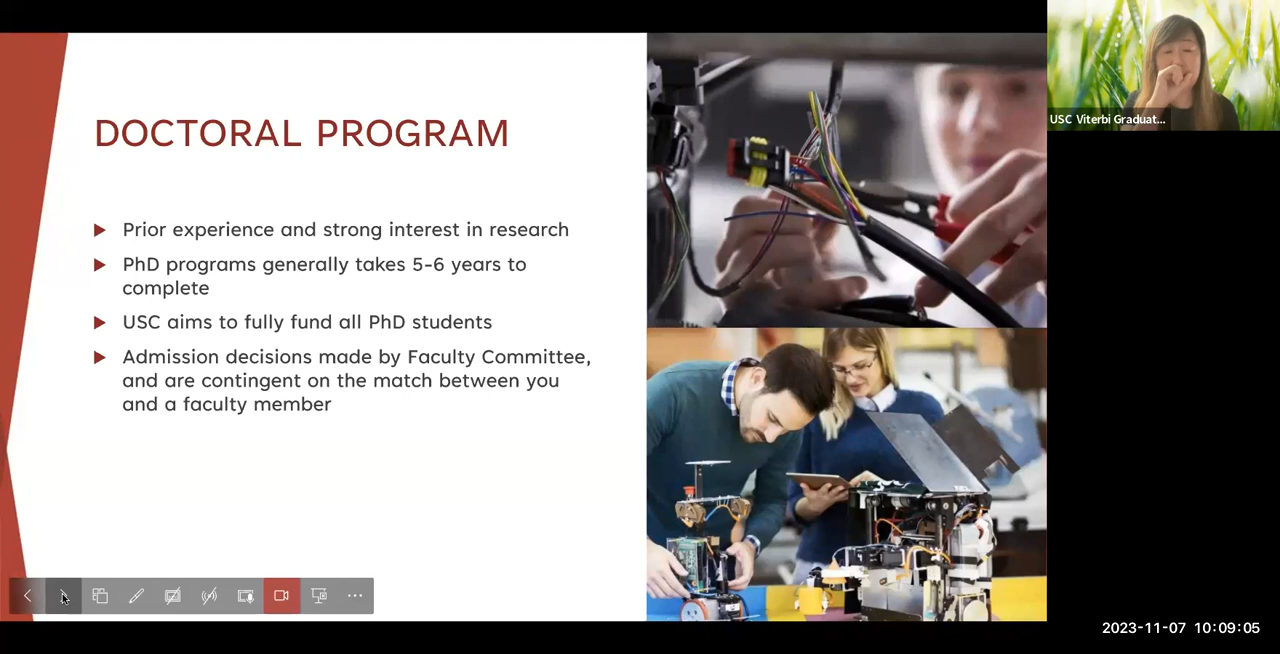 DOCTORAL PROGRAM
Prior experience and strong interest in research
PhD programs generally takes 5-6 years to
complete
USC aims to fully fund all PhD students
Admission decisions made by Faculty Committee,
and are contingent on the match between you
and a faculty member
USC Viterbi Graduat...
2023-11-07 10:09:05